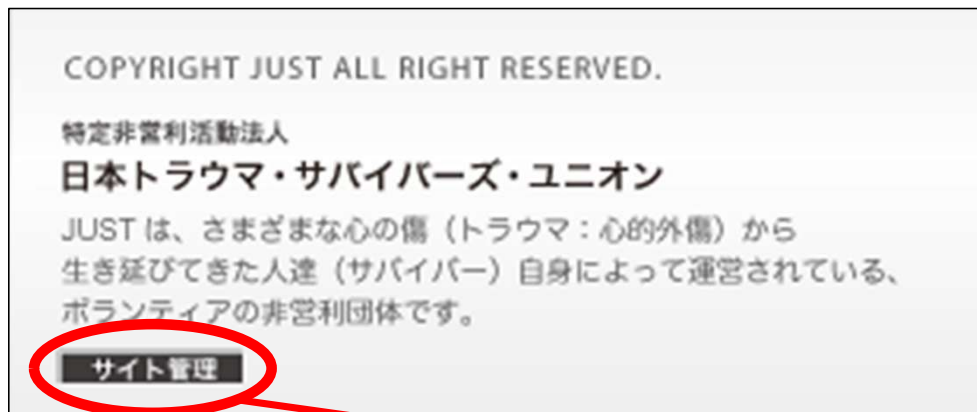 COPYRIGHT JUST ALL RIGHT RESERVED.
特定非営利活動法人
日本トラウマ・サバイバーズ・ユニオン
JUST は、さまざまな心の傷（トラウマ：心的外傷）から
生き延びてきた人達（サバイバー）自身によって運営されている、
ボランティアの非営利団体です。
サイト管理